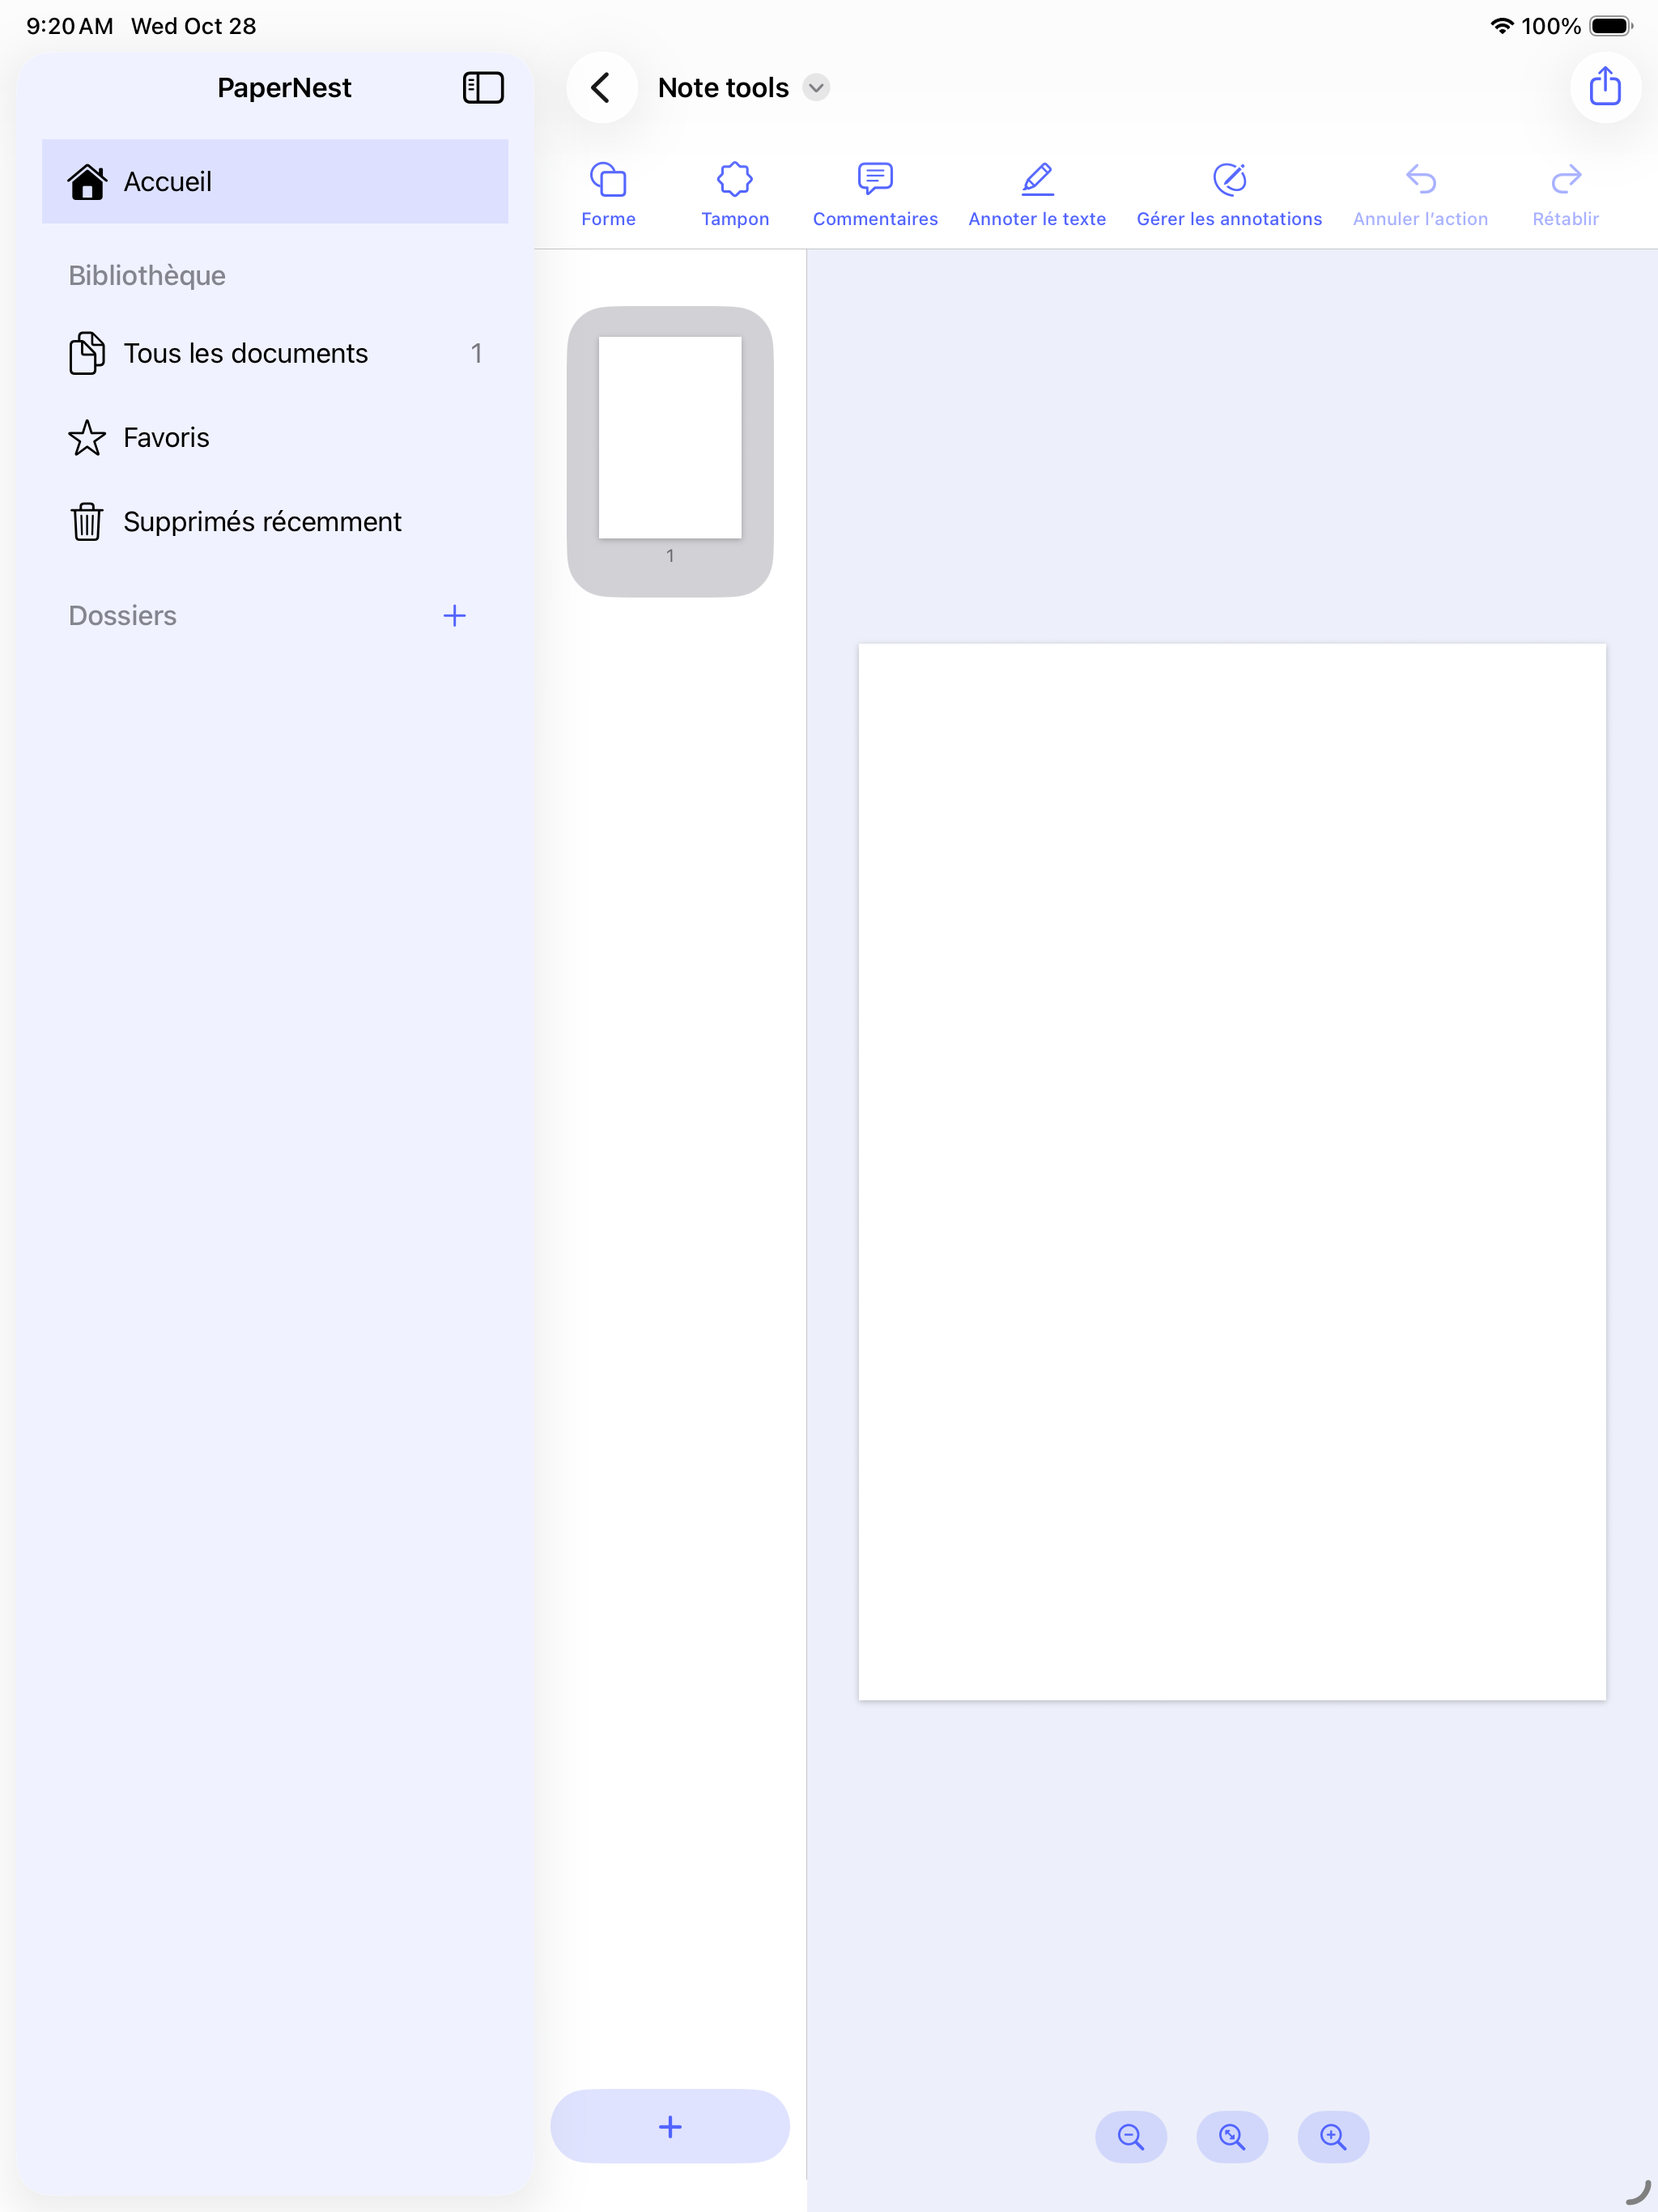 9:20 AM Wed Oct 28
100%
PaperNest
Accueil
Bibliothèque
Tous les documents 1
Favoris
Supprimés récemment
Dossiers
Note tools
Forme
Tampon
Commentaires
Annoter le texte
Gérer les annotations
Annuler l'action
Rétablir
1